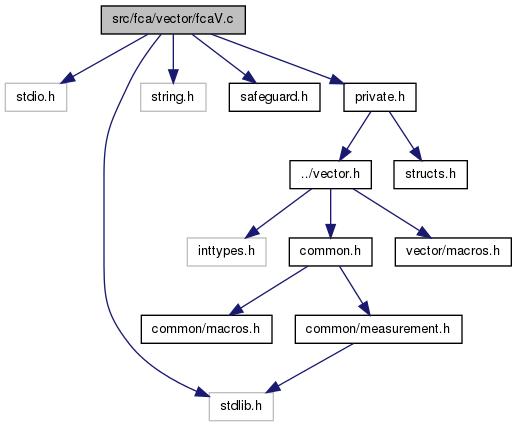 src/fca/vector/fcaV.c
stdio.h
string.h
safeguard.h
private.h
../vector.h
structs.h
inttypes.h
common.h
vector/macros.h
common/macros.h
common/measurement.h
stdlib.h